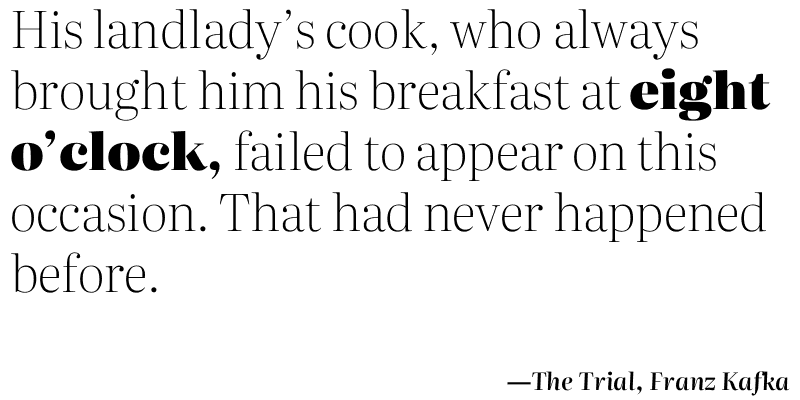 His landlady’s cook, who always
brought him his breakfast at eight
o’clock, failed to appear on this
occasion. That had never happened
before.
—The Trial, Franz Kafka